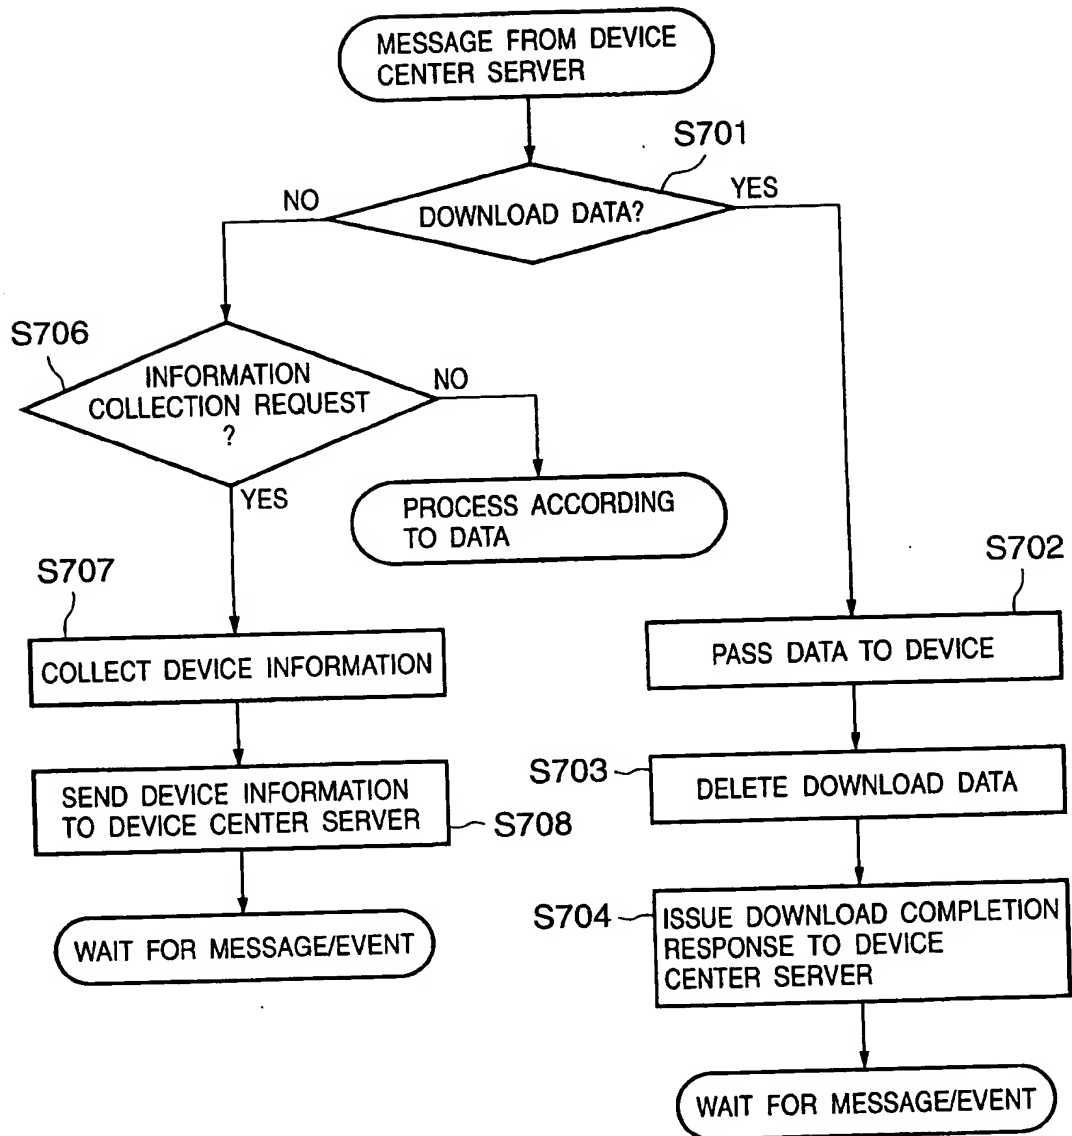 MESSAGE FROM DEVICE
CENTER SERVER
S701
NO
DOWNLOAD DATA?
YES
S706
INFORMATION
COLLECTION REQUEST
?
NO
YES
PROCESS ACCORDING
TO DATA
S707
COLLECT DEVICE INFORMATION
SEND DEVICE INFORMATION
TO DEVICE CENTER SERVER
S708
WAIT FOR MESSAGE/EVENT
S702
PASS DATA TO DEVICE
S703
DELETE DOWNLOAD DATA
S704
ISSUE DOWNLOAD COMPLETION
RESPONSE TO DEVICE
CENTER SERVER
WAIT FOR MESSAGE/EVENT